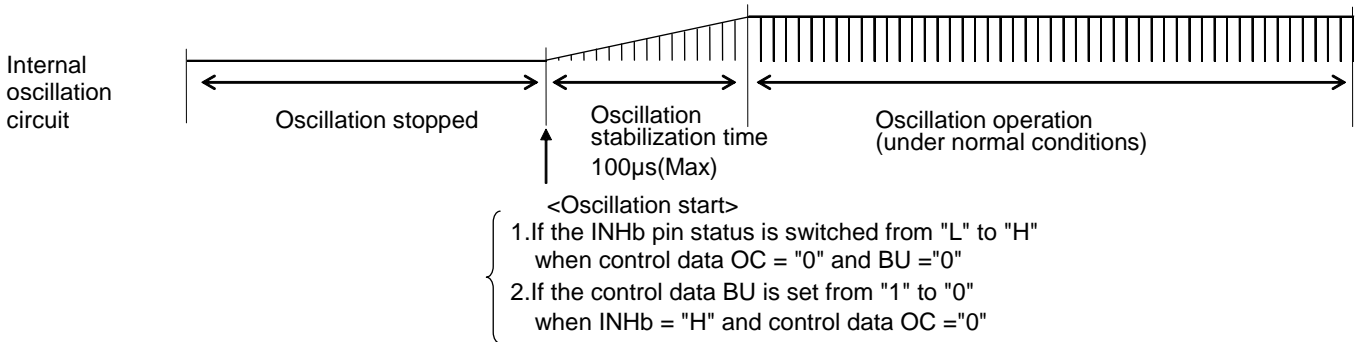 Internal
oscillation
circuit
Oscillation stopped
Oscillation
stabilization time
100µs(Max)
Oscillation operation
(under normal conditions)
<Oscillation start>
1.If the INHb pin status is switched from "L" to "H"
when control data OC = "0" and BU ="0"
2.If the control data BU is set from "1" to "0"
when INHb = "H" and control data OC ="0"